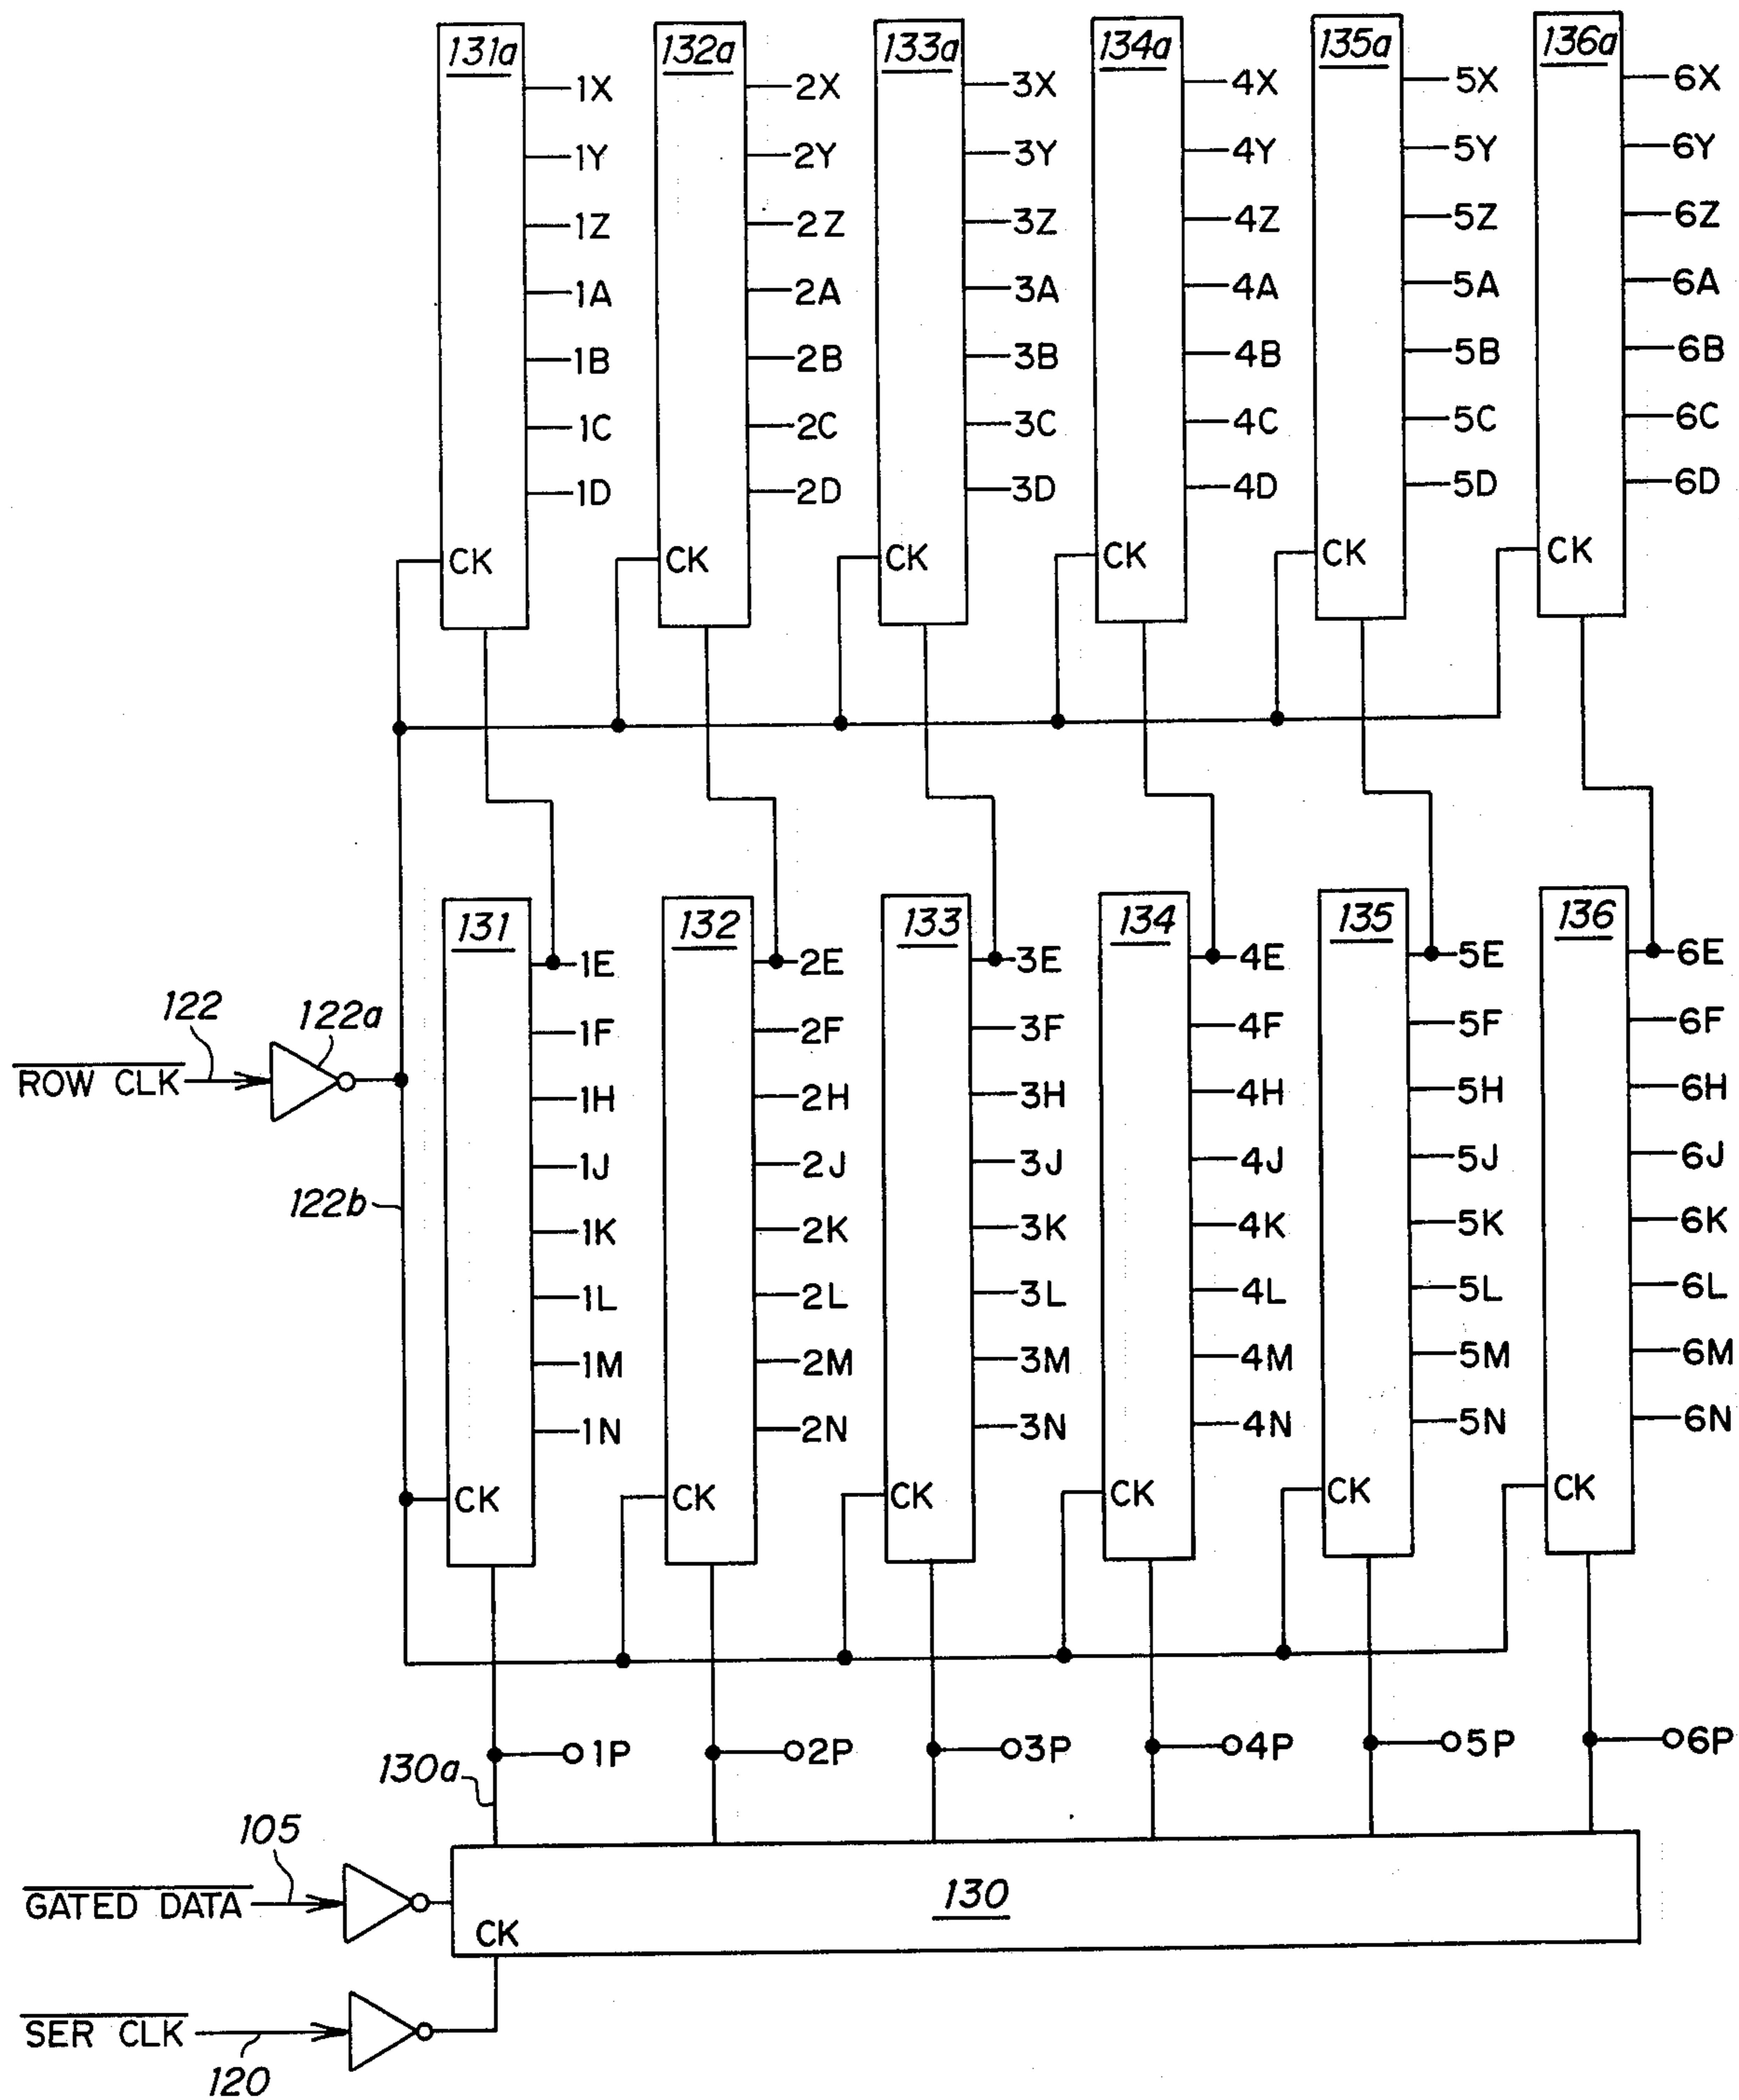 131a 132a 133a 134a 135a 136a
1X 2X 3X 4X 5X 6X
1Y 2Y 3Y 4Y 5Y 6Y
1Z 2Z 3Z 4Z 5Z 6Z
1A 2A 3A 4A 5A 6A
1B 2B 3B 4B 5B 6B
1C 2C 3C 4C 5C 6C
1D 2D 3D 4D 5D 6D
CK CK CK CK CK CK
131 132 133 134 135 136
1E 2E 3E 4E 5E 6E
122 122a
1F 2F 3F 4F 5F 6F
ROW CLK
1H 2H 3H 4H 5H 6H
1J 2J 3J 4J 5J 6J
122b
1K 2K 3K 4K 5K 6K
1L 2L 3L 4L 5L 6L
1M 2M 3M 4M 5M 6M
1N 2N 3N 4N 5N 6N
CK CK CK CK CK CK
1P 2P 3P 4P 5P 6P
130a
105
GATED DATA
130
CK
SER CLK
120